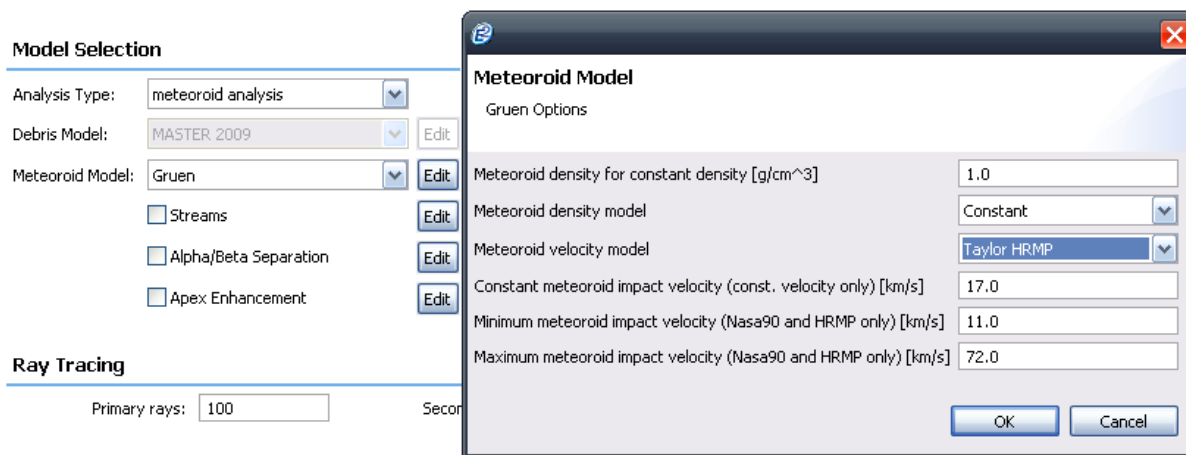 Model Selection
Analysis Type: meteoroid analysis
Debris Model: MASTER 2009 Edit
Meteoroid Model: Gruen Edit
Streams Edit
Alpha/Beta Separation Edit
Apex Enhancement Edit
Ray Tracing
Primary rays: 100 Secon
Meteoroid Model
Gruen Options
Meteoroid density for constant density [g/cm^3] 1.0
Meteoroid density model Constant
Meteoroid velocity model Taylor HRMP
Constant meteoroid impact velocity (const. velocity only) [km/s] 17.0
Minimum meteoroid impact velocity (Nasa90 and HRMP only) [km/s] 11.0
Maximum meteoroid impact velocity (Nasa90 and HRMP only) [km/s] 72.0
OK Cancel